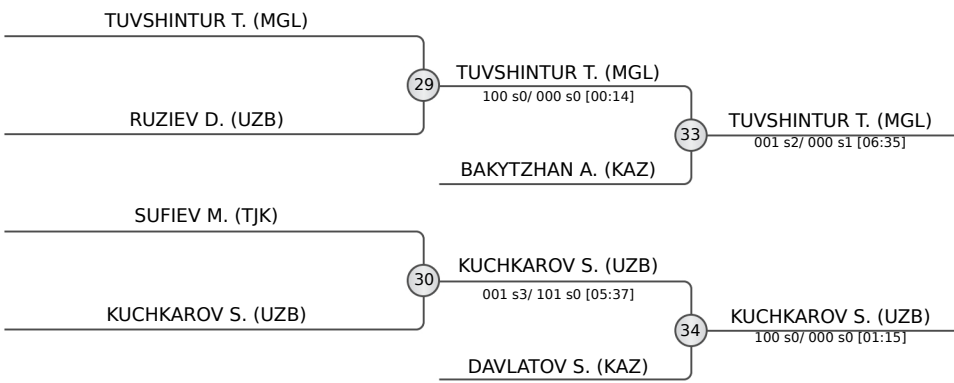 TUVSHINTUR T. (MGL)
29
TUVSHINTUR T. (MGL)
100 s0/ 000 s0 [00:14]
RUZIEV D. (UZB)
33
TUVSHINTUR T. (MGL)
001 s2/ 000 s1 [06:35]
BAKYTZHAN A. (KAZ)
SUFIEV M. (TJK)
30
KUCHKAROV S. (UZB)
001 s3/ 101 s0 [05:37]
KUCHKAROV S. (UZB)
34
KUCHKAROV S. (UZB)
100 s0/ 000 s0 [01:15]
DAVLATOV S. (KAZ)